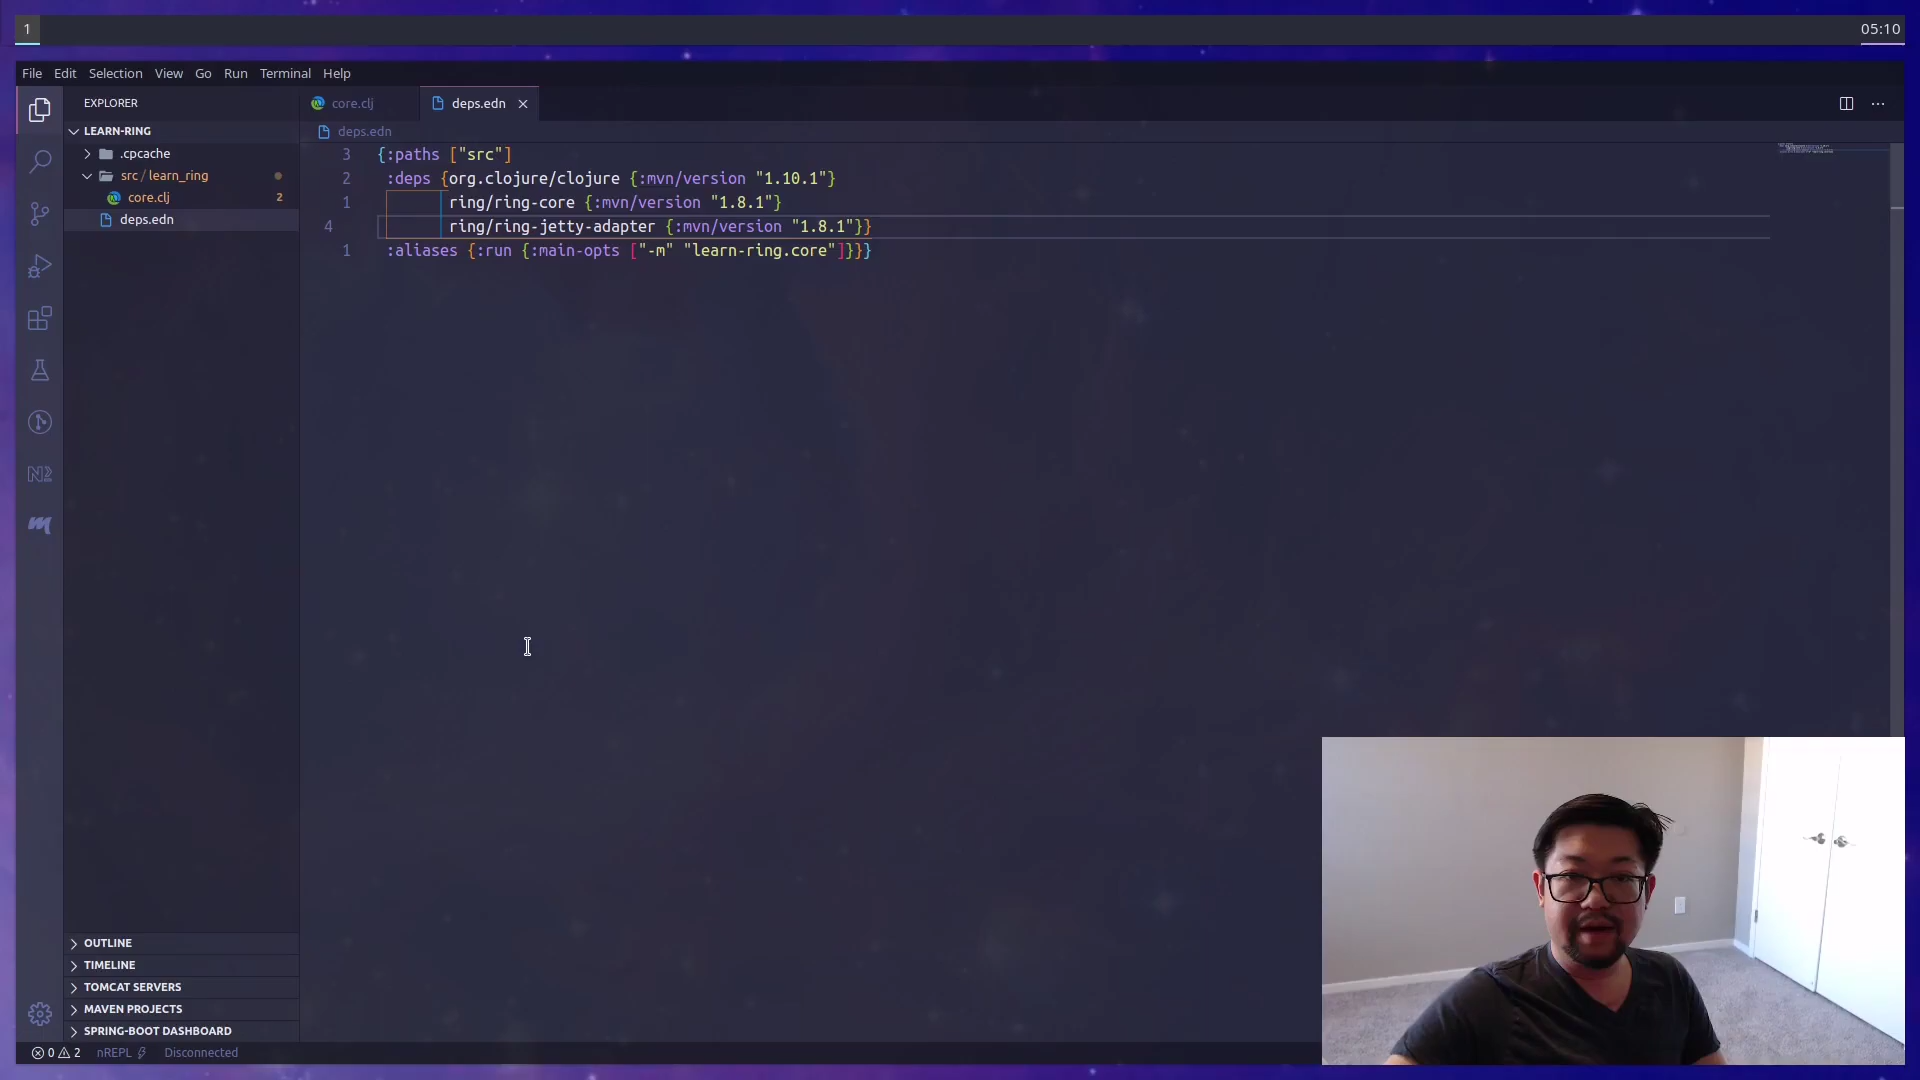 1
05:10
File Edit Selection View Go Run Terminal Help
EXPLORER
LEARN-RING
.cpcache
src / learn_ring
core.clj 2
deps.edn
core.clj
deps.edn
deps.edn
3 {:paths ["src"]
2 :deps {org.clojure/clojure {:mvn/version "1.10.1"}
1 ring/ring-core {:mvn/version "1.8.1"}
4 ring/ring-jetty-adapter {:mvn/version "1.8.1"}}
1 :aliases {:run {:main-opts ["-m" "learn-ring.core"]}}}
OUTLINE
TIMELINE
TOMCAT SERVERS
MAVEN PROJECTS
SPRING-BOOT DASHBOARD
0 2 nREPL Disconnected